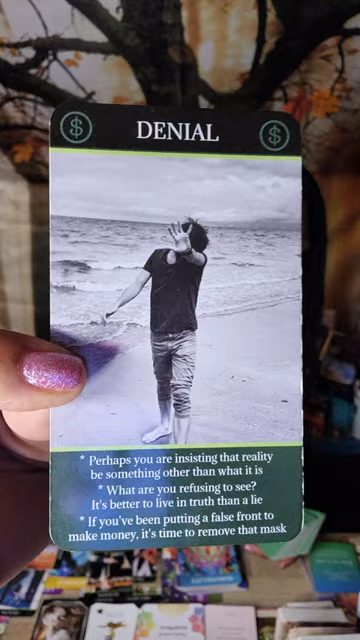 $ DENIAL $
* Perhaps you are insisting that reality
be something other than what it is
* What are you refusing to see?
It's better to live in truth than a lie
* If you've been putting a false front to
make money, it's time to remove that mask